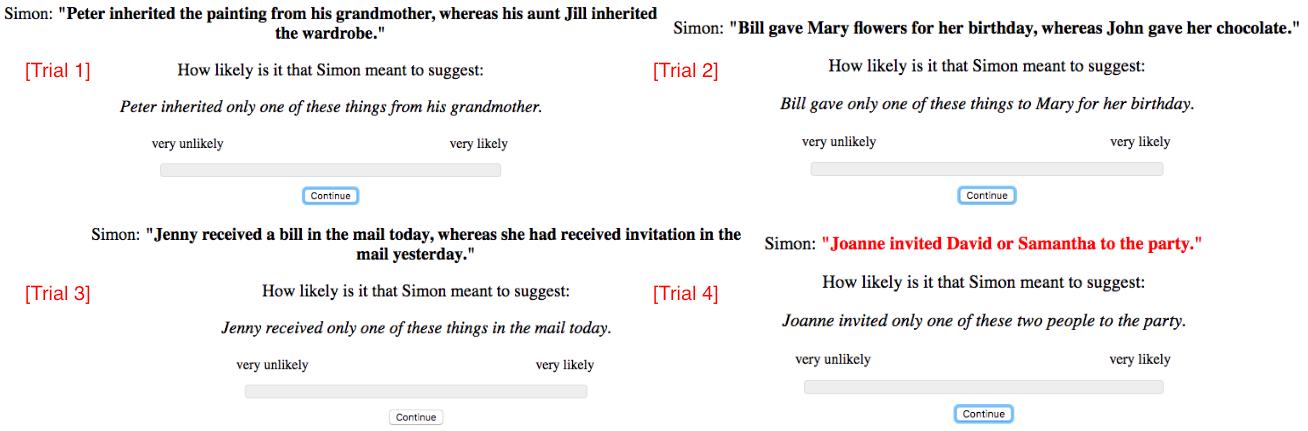 Simon: "Peter inherited the painting from his grandmother, whereas his aunt Jill inherited
the wardrobe."
[Trial 1]
How likely is it that Simon meant to suggest:
Peter inherited only one of these things from his grandmother.
very unlikely very likely
Continue
Simon: "Bill gave Mary flowers for her birthday, whereas John gave her chocolate."
[Trial 2]
How likely is it that Simon meant to suggest:
Bill gave only one of these things to Mary for her birthday.
very unlikely very likely
Continue
Simon: "Jenny received a bill in the mail today, whereas she had received invitation in the
mail yesterday."
[Trial 3]
How likely is it that Simon meant to suggest:
Jenny received only one of these things in the mail today.
very unlikely very likely
Continue
Simon: "Joanne invited David or Samantha to the party."
[Trial 4]
How likely is it that Simon meant to suggest:
Joanne invited only one of these two people to the party.
very unlikely very likely
Continue